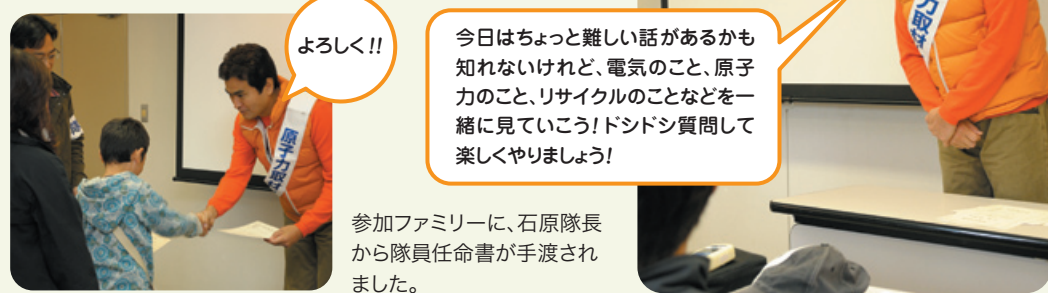 よろしく!!
今日はちょっと難しい話があるかも
知れないけれど、電気のこと、原子
力のこと、リサイクルのことなどを一
緒に見ていこう!ドシドシ質問して
楽しくやりましょう!
原子力取材
力取材
参加ファミリーに、石原隊長
から隊員任命書が手渡され
ました。